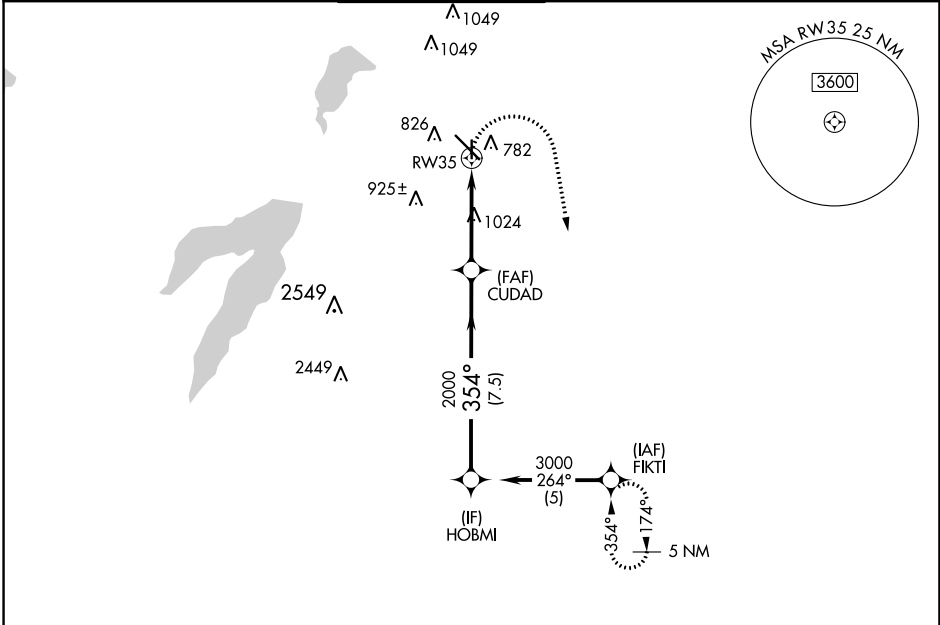 1049
1049
MSA RW35 25 NM
3600
826
782
RW35
925±
1024
(FAF)
CUDAD
2549
2449
2000
354°
(7.5)
(IAF)
FIKTI
3000
264°
(5)
(IF)
HOBMI
354°
174°
5 NM